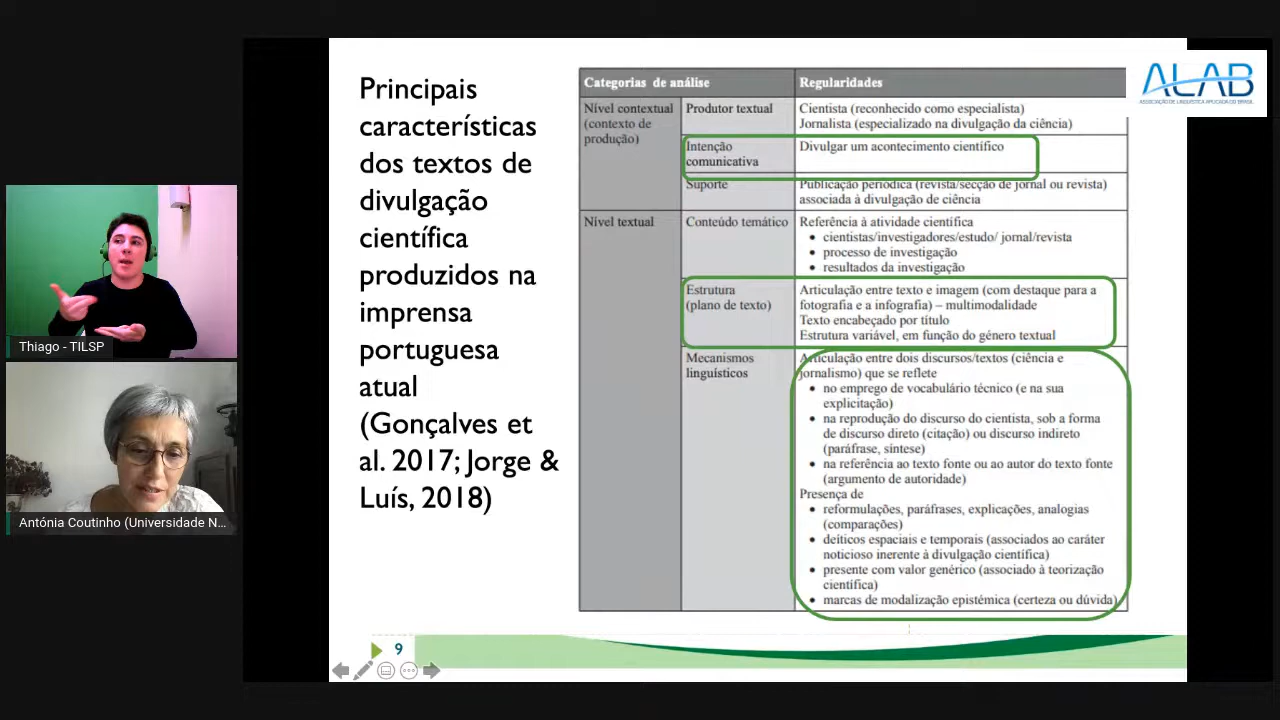 Principais
características
dos textos de
divulgação
científica
produzidos na
imprensa
portuguesa
atual
(Gonçalves et
al. 2017; Jorge &
Luís, 2018)
Categorias de análise
Regularidades
Nível contextual
(contexto de
produção)
Produtor textual
Cientista (reconhecido como especialista)
Jornalista (especializado na divulgação da ciência)
Intenção
comunicativa
Divulgar um acontecimento científico
Suporte
Publicação periódica (revista/secção de jornal ou revista)
associada à divulgação de ciência
Nível textual
Conteúdo temático
Referência à atividade científica
• cientistas/investigadores/estudo/ jornal/revista
• processo de investigação
• resultados da investigação
Estrutura
(plano de texto)
Articulação entre texto e imagem (com destaque para a
fotografia e a infografia) – multimodalidade
Texto encabeçado por título
Estrutura variável, em função do género textual
Mecanismos
linguísticos
Articulação entre dois discursos/textos (ciência e
jornalismo) que se reflete
• no emprego de vocabulário técnico (e na sua
explicitação)
• na reprodução do discurso do cientista, sob a forma
de discurso direto (citação) ou discurso indireto
(paráfrase, síntese)
• na referência ao texto fonte ou ao autor do texto fonte
(argumento de autoridade)
Presença de
• reformulações, paráfrases, explicações, analogias
(comparações)
• deíticos espaciais e temporais (associados ao caráter
noticioso inerente à divulgação científica)
• presente com valor genérico (associado à teorização
científica)
• marcas de modalização epistémica (certeza ou dúvida)
9
ALAB
ASSOCIAÇÃO DE LINGUÍSTICA APLICADA DO BRASIL
Thiago - TILSP
Antónia Coutinho (Universidade N...